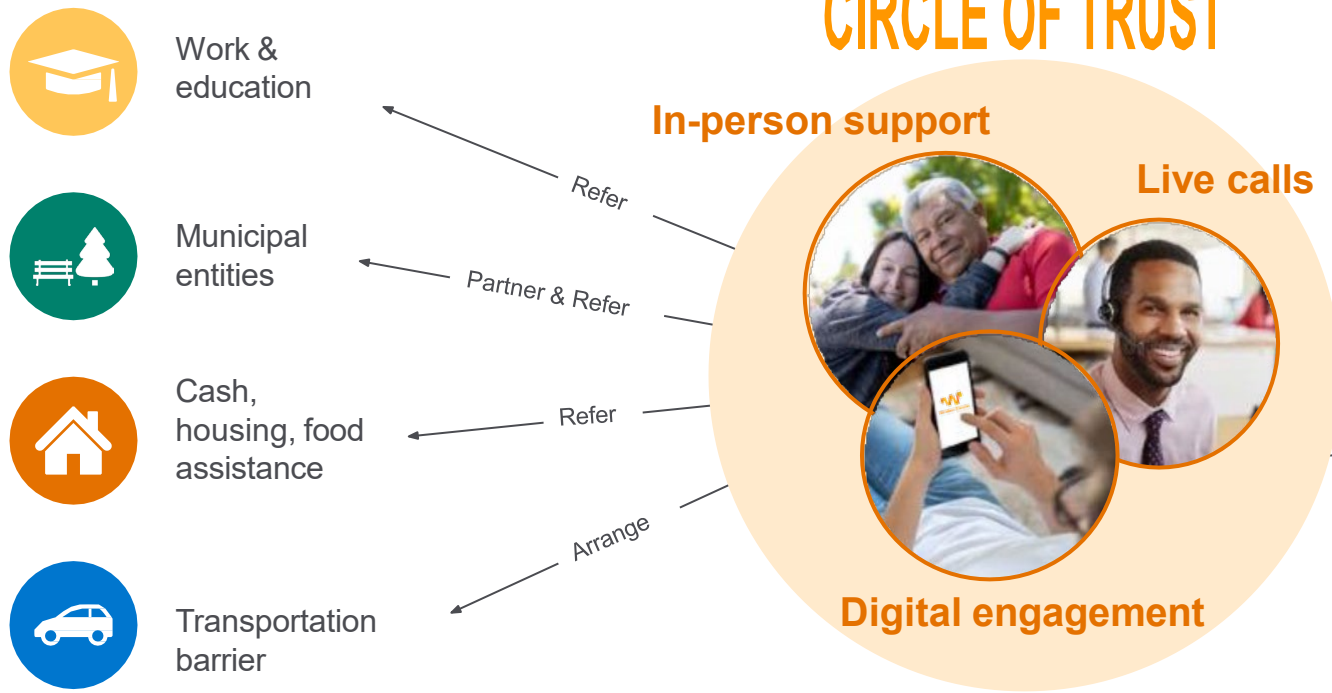 CIRCLE OF TRUST
Work &
education
In-person support
Live calls
Refer
Municipal
entities
Partner & Refer
Cash,
housing, food
assistance
Refer
Arrange
Transportation
barrier
Digital engagement